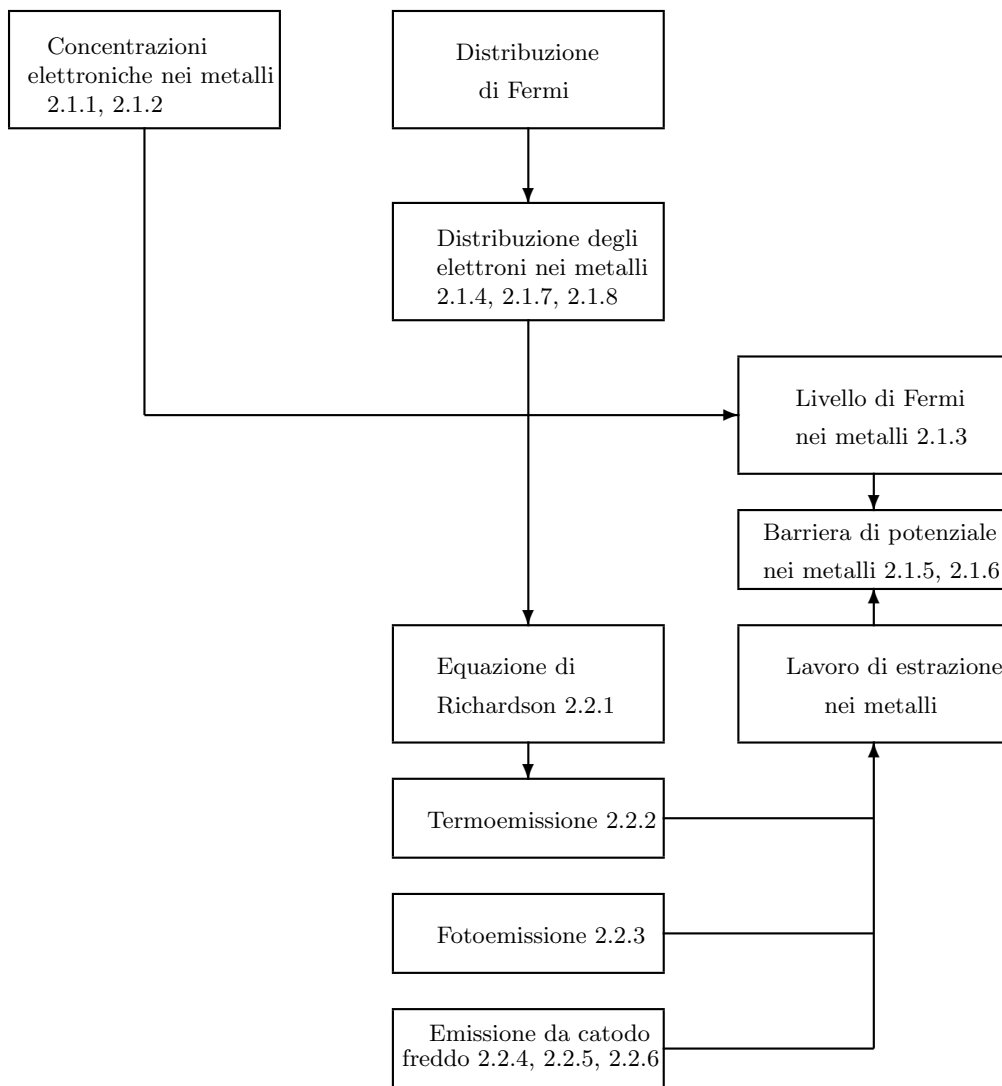 Concentrazioni
elettroniche nei metalli
2.1.1, 2.1.2
Distribuzione
di Fermi
Distribuzione degli
elettroni nei metalli
2.1.4, 2.1.7, 2.1.8
Livello di Fermi
nei metalli 2.1.3
Barriera di potenziale
nei metalli 2.1.5, 2.1.6
Equazione di
Richardson 2.2.1
Lavoro di estrazione
nei metalli
Termoemissione 2.2.2
Fotoemissione 2.2.3
Emissione da catodo
freddo 2.2.4, 2.2.5, 2.2.6